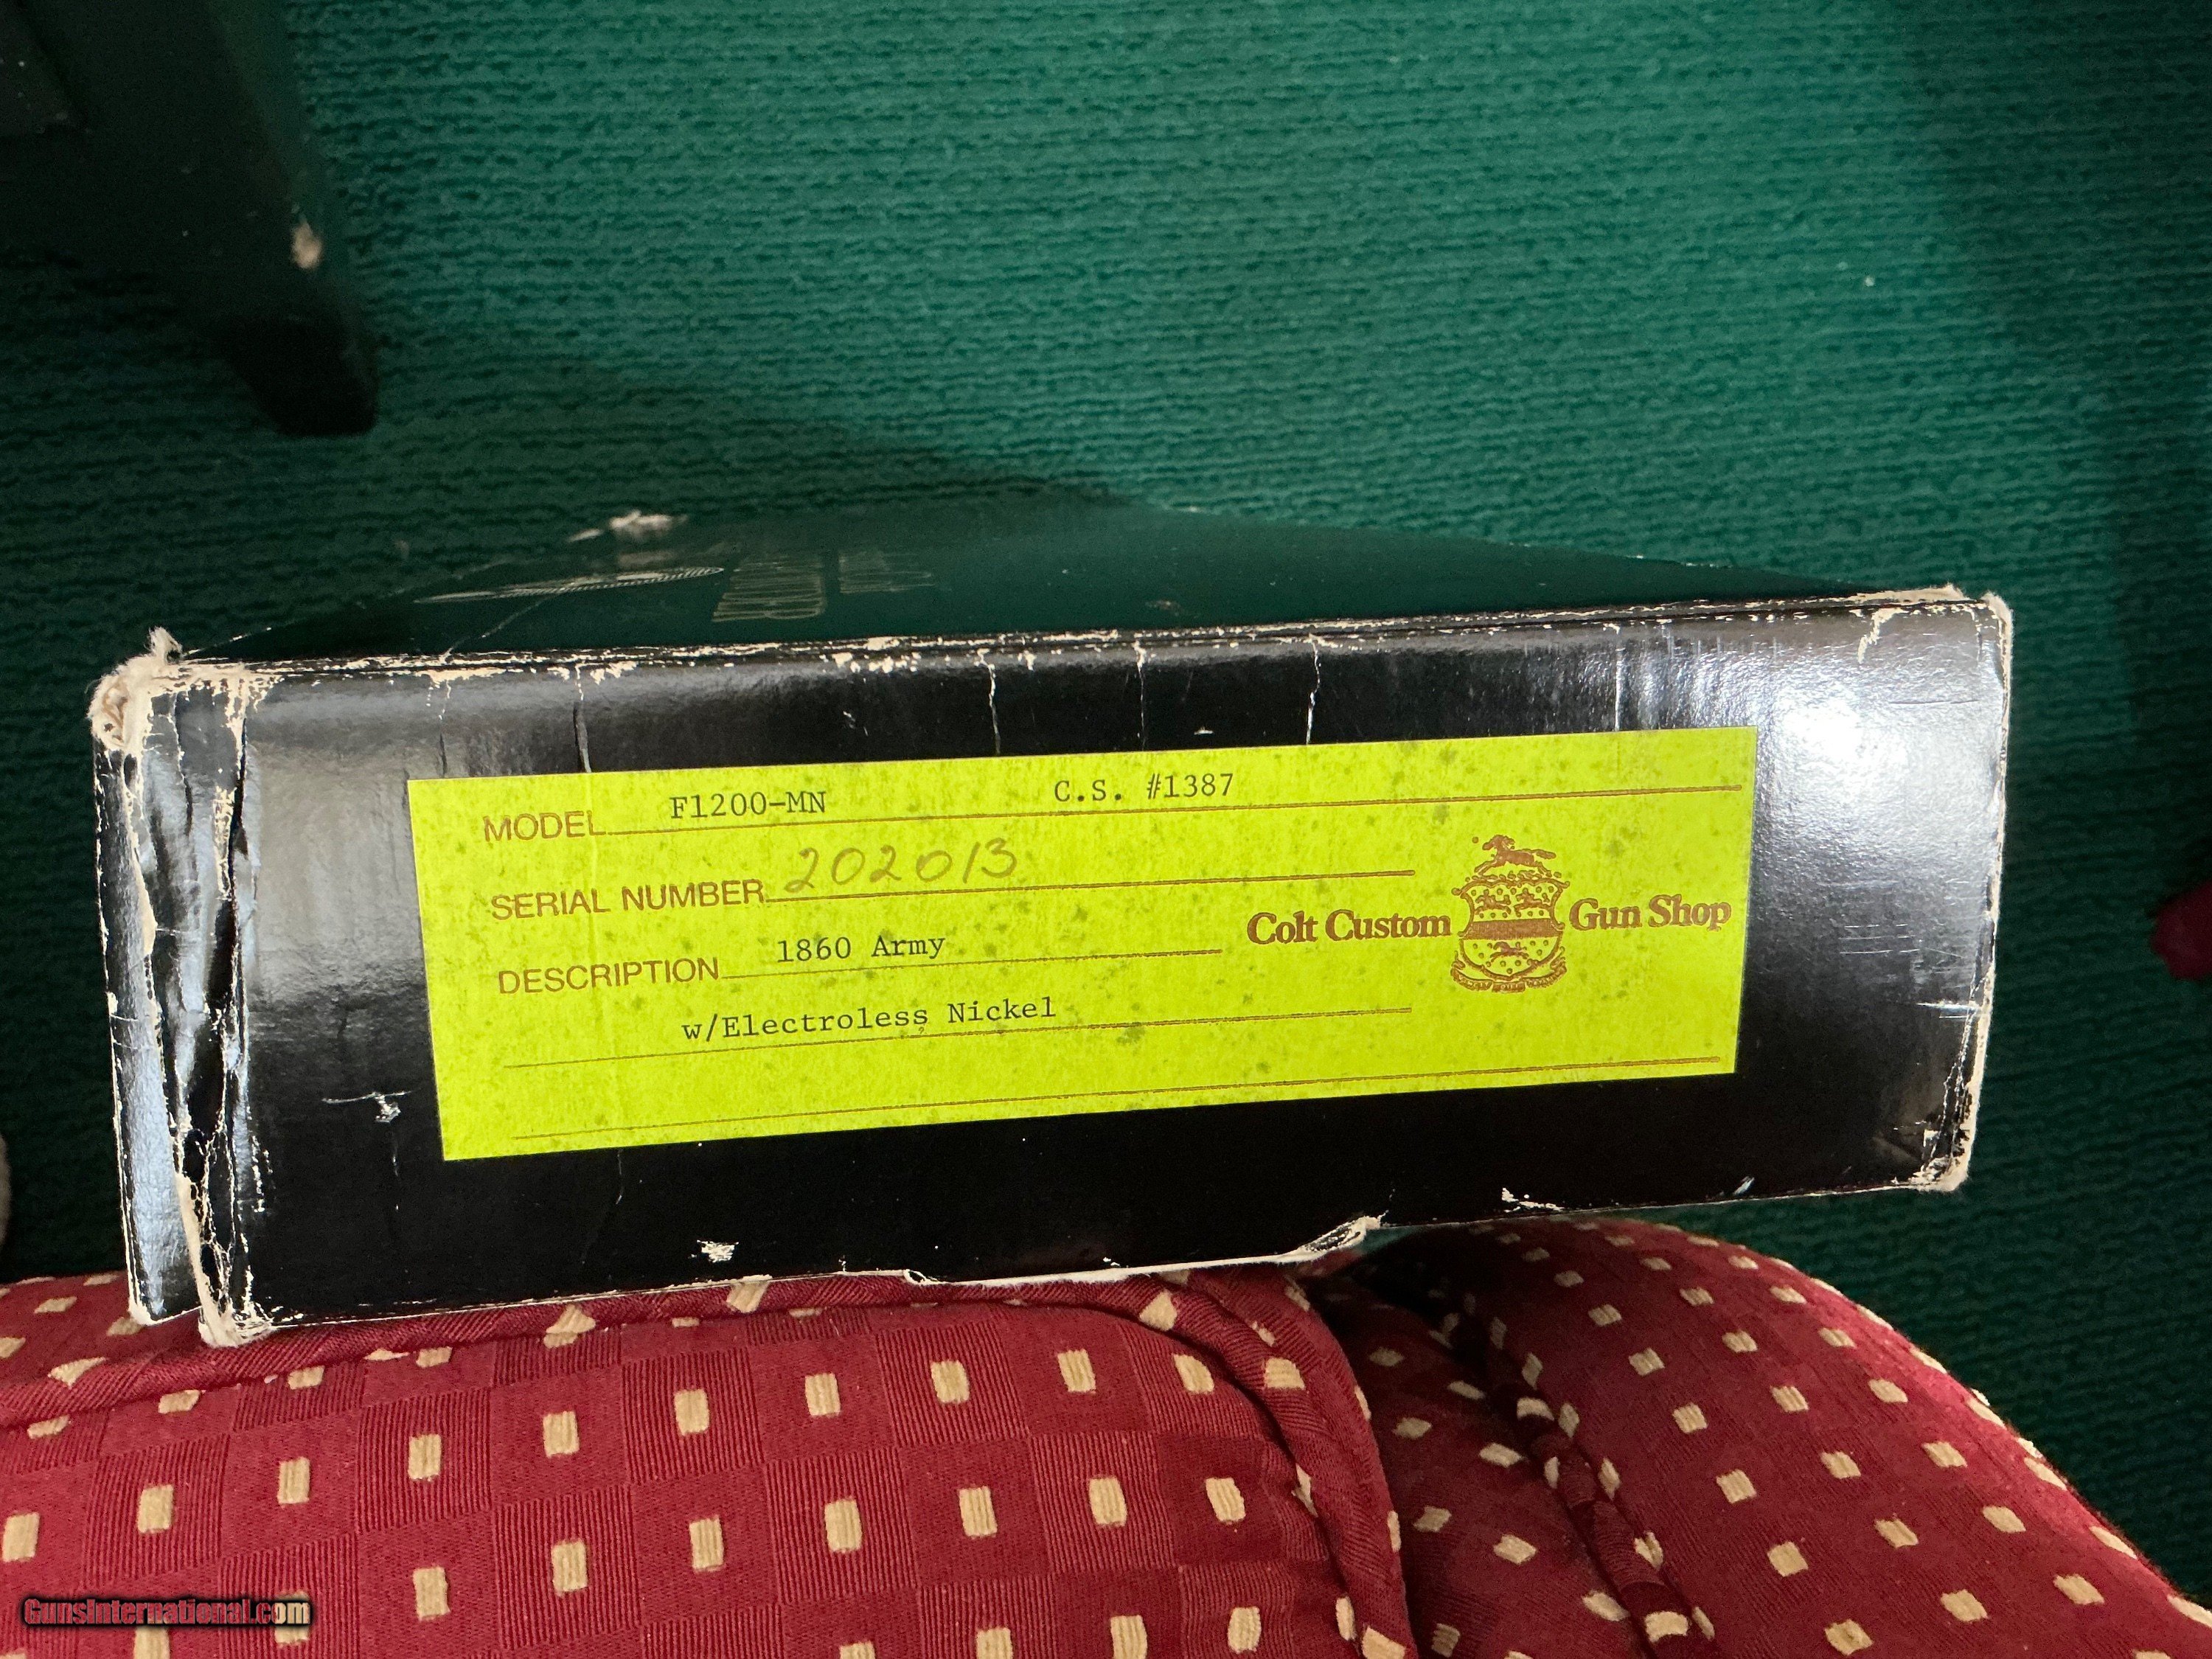 MODEL F1200-MN C.S. #1387
SERIAL NUMBER 202013
DESCRIPTION 1860 Army
w/Electroless Nickel
Colt Custom Gun Shop
GunsInternational.com